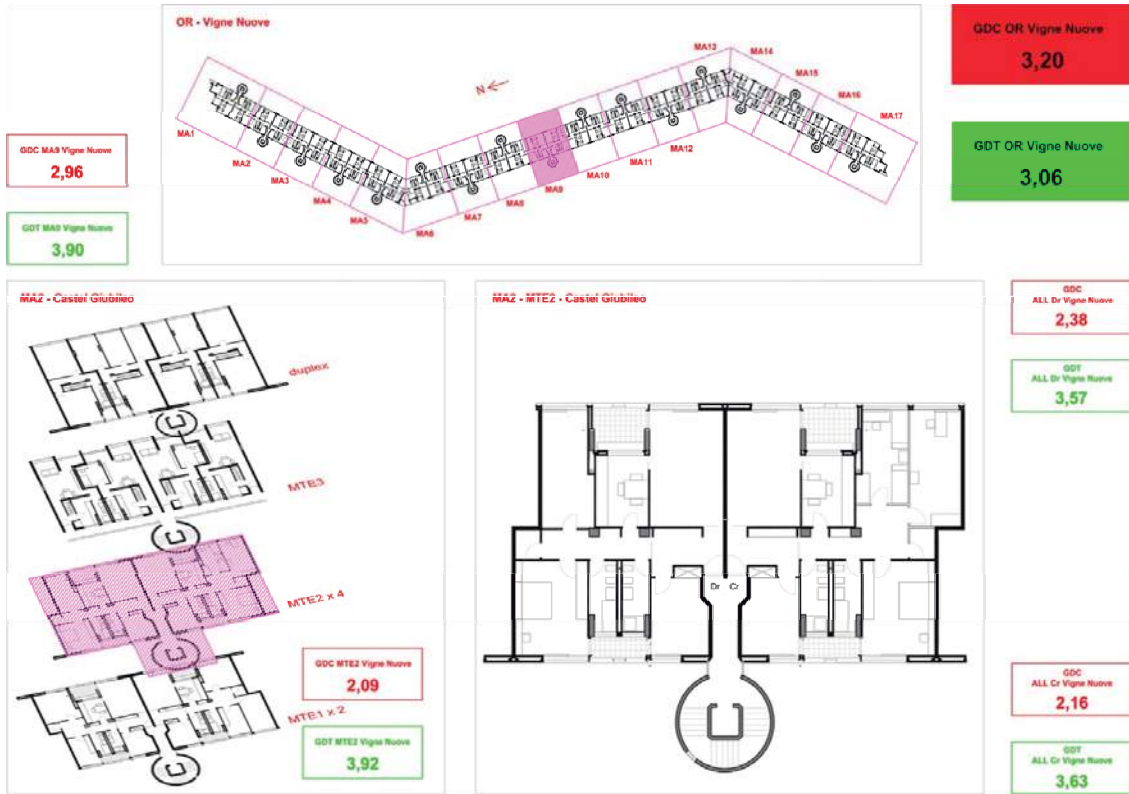 OR - Vigne Nuove
N
MA1
MA2
MA3
MA4
MA5
MA6
MA7
MA8
MA9
MA10
MA11
MA12
MA13
MA14
MA15
MA16
MA17
GDC OR Vigne Nuove
3,20
GDT OR Vigne Nuove
3,06
GDC MA9 Vigne Nuove
2,96
GDT MA9 Vigne Nuove
3,90
MA2 - Castel Giubileo
duplex
MTE3
MTE2 x 4
MTE1 x 2
GDC MTE2 Vigne Nuove
2,09
GDT MTE2 Vigne Nuove
3,92
MA2 - MTE2 - Castel Giubileo
Dr
Cr
GDC
ALL Dr Vigne Nuove
2,38
GDT
ALL Dr Vigne Nuove
3,57
GDC
ALL Cr Vigne Nuove
2,16
GDT
ALL Cr Vigne Nuove
3,63